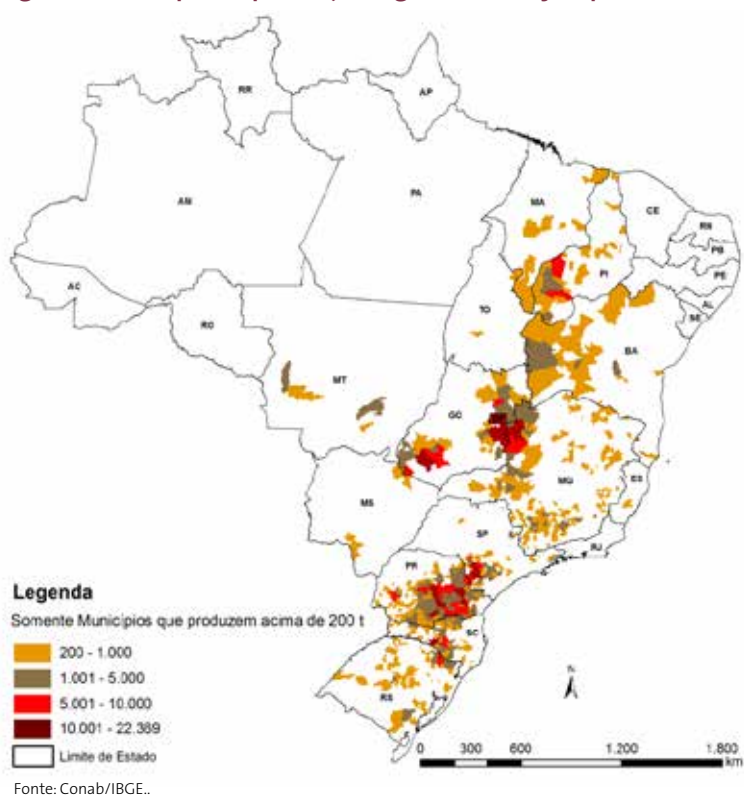 RR
AP
AM
PA
MA
CE
RN
PB
PE
AL
SE
PI
AC
RO
TO
BA
MT
GO
MG
ES
MS
SP
RJ
PR
SC
RS
Legenda
Somente Municípios que produzem acima de 200 t
200 - 1.000
1.001 - 5.000
5.001 - 10.000
10.001 - 22.369
Limite de Estado
N
0 300 600 1.200 1.800
km
Fonte: Conab/IBGE..